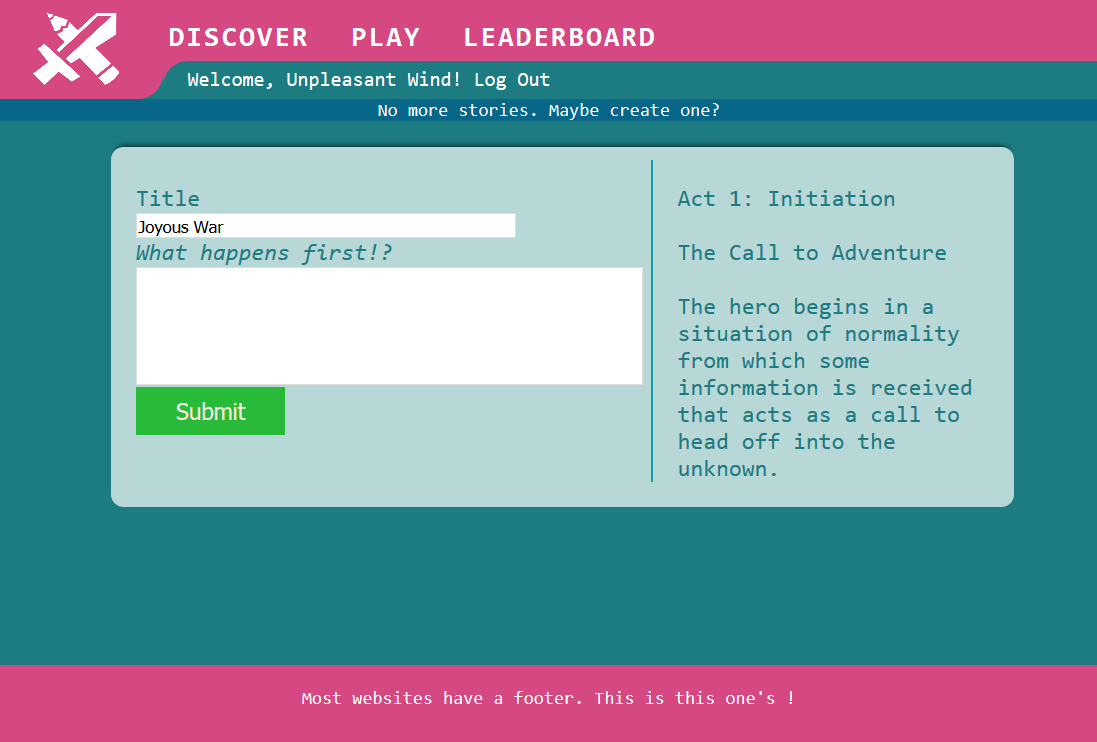 DISCOVER PLAY LEADERBOARD
Welcome, Unpleasant Wind! Log Out
No more stories. Maybe create one?
Title
Joyous War
What happens first!?
Submit
Act 1: Initiation
The Call to Adventure
The hero begins in a
situation of normality
from which some
information is received
that acts as a call to
head off into the
unknown.
Most websites have a footer. This is this one's !